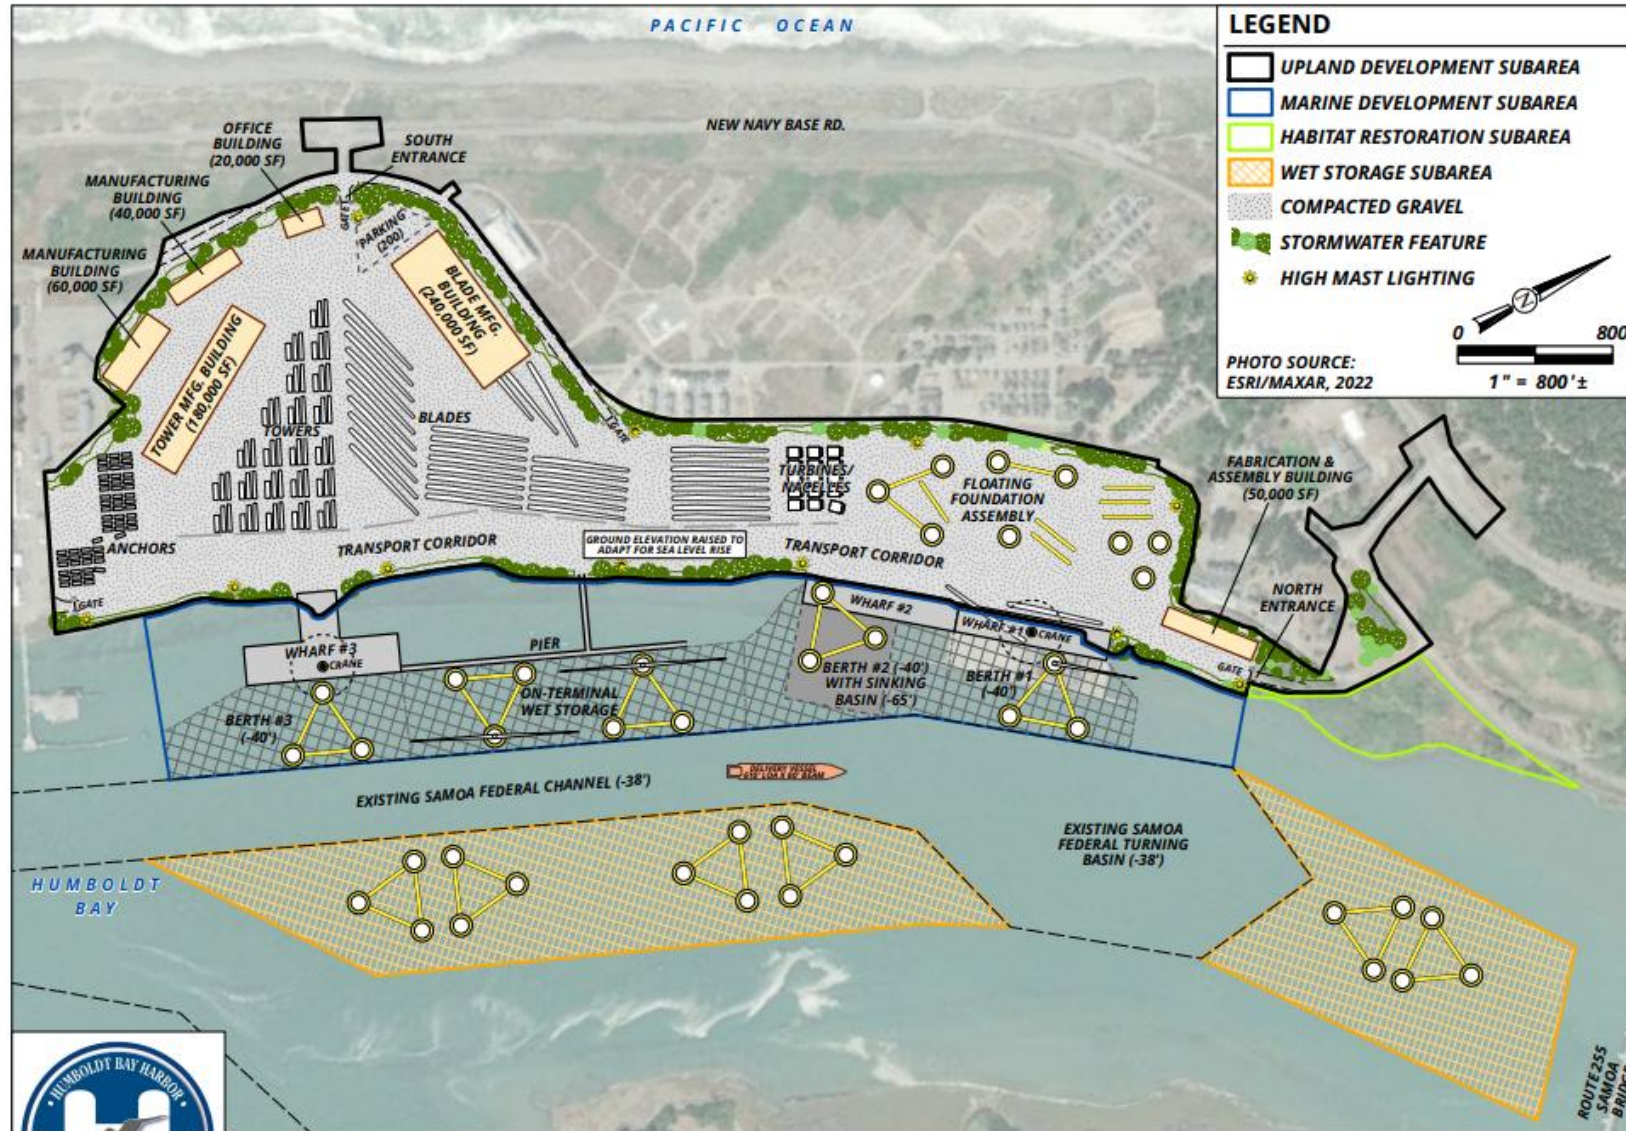 PACIFIC OCEAN
NEW NAVY BASE RD.
LEGEND
UPLAND DEVELOPMENT SUBAREA
MARINE DEVELOPMENT SUBAREA
HABITAT RESTORATION SUBAREA
WET STORAGE SUBAREA
COMPACTED GRAVEL
STORMWATER FEATURE
HIGH MAST LIGHTING
N
0 800
1" = 800'±
PHOTO SOURCE:
ESRI/MAXAR, 2022
OFFICE
BUILDING
(20,000 SF)
SOUTH
ENTRANCE
MANUFACTURING
BUILDING
(40,000 SF)
MANUFACTURING
BUILDING
(60,000 SF)
GATE
PARKING
(200)
BLADE MFG.
BUILDING
(240,000 SF)
TOWER MFG. BUILDING
(180,000 SF)
TOWERS
BLADES
GATE
TURBINES/
NACELLES
FLOATING
FOUNDATION
ASSEMBLY
FABRICATION &
ASSEMBLY BUILDING
(50,000 SF)
ANCHORS
TRANSPORT CORRIDOR
GROUND ELEVATION RAISED TO
ADAPT FOR SEA LEVEL RISE
TRANSPORT CORRIDOR
NORTH
ENTRANCE
GATE
WHARF #2
WHARF #1 CRANE
WHARF #3
CRANE
PIER
GATE
BERTH #3
(-40')
ON-TERMINAL
WET STORAGE
BERTH #2 (-40')
WITH SINKING
BASIN (-65')
BERTH #1
(-40')
DELIVERY VESSEL
EXISTING SAMOA FEDERAL CHANNEL (-38')
EXISTING SAMOA
FEDERAL TURNING
BASIN (-38')
HUMBOLDT
BAY
HUMBOLDT BAY HARBOR
ROUTE 255
SAMOA